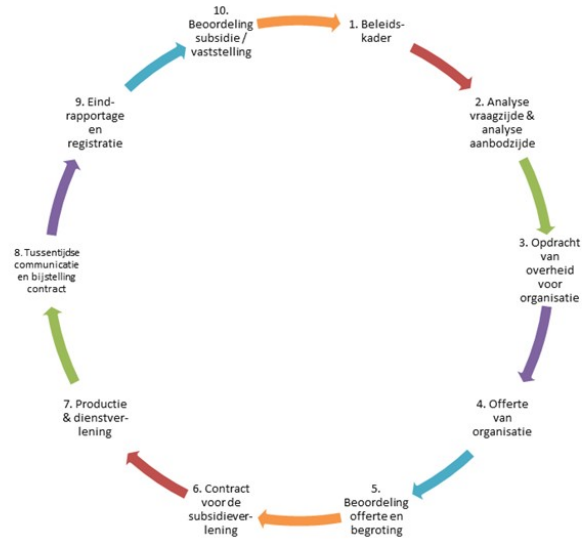 1. Beleids-
kader
2. Analyse
vraagzijde &
analyse
aanbodzijde
3. Opdracht
van
overheid
voor
organisatie
4. Offerte
van
organisatie
5.
Beoordeling
offerte en
begroting
6. Contract
voor de
subsidiever-
lening
7. Productie
& dienstver-
lening
8. Tussentijdse
communicatie
en bijstelling
contract
9. Eind-
rapportage
en
registratie
10.
Beoordeling
subsidie /
vaststelling